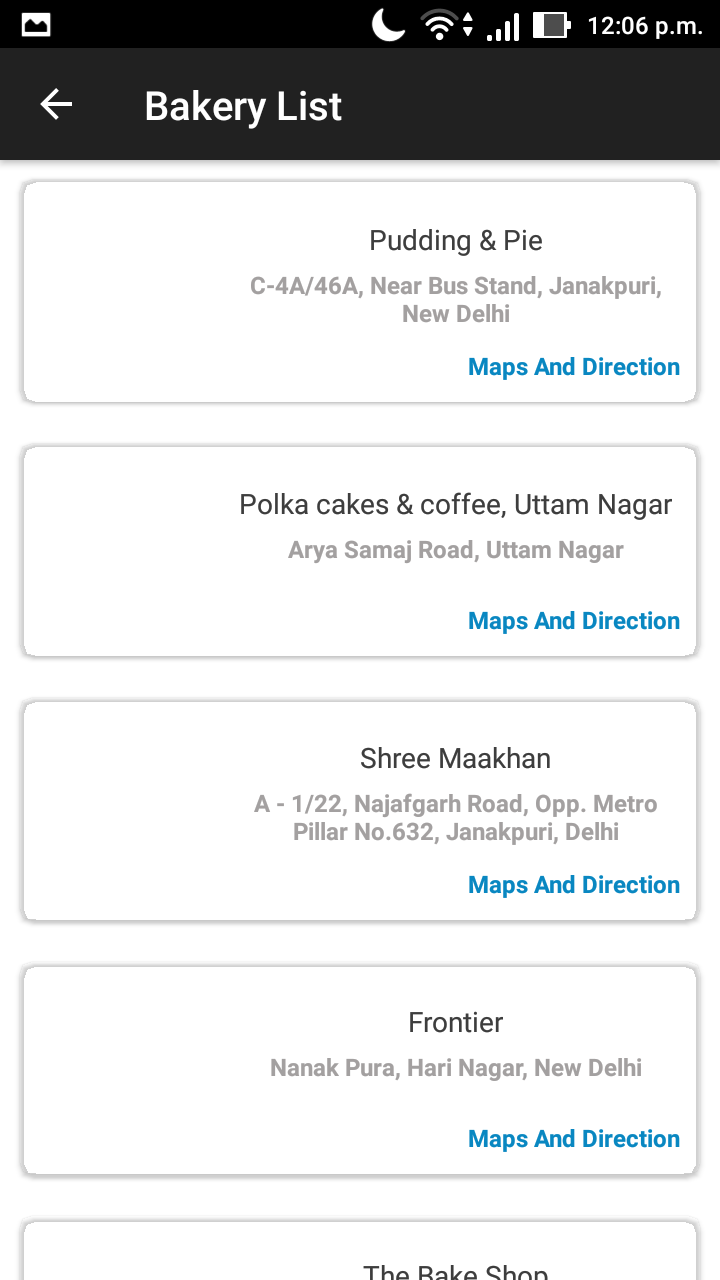 12:06 p.m.
Bakery List
Pudding & Pie
C-4A/46A, Near Bus Stand, Janakpuri,
New Delhi
Maps And Direction
Polka cakes & coffee, Uttam Nagar
Arya Samaj Road, Uttam Nagar
Maps And Direction
Shree Maakhan
A - 1/22, Najafgarh Road, Opp. Metro
Pillar No.632, Janakpuri, Delhi
Maps And Direction
Frontier
Nanak Pura, Hari Nagar, New Delhi
Maps And Direction
The Bake Shop